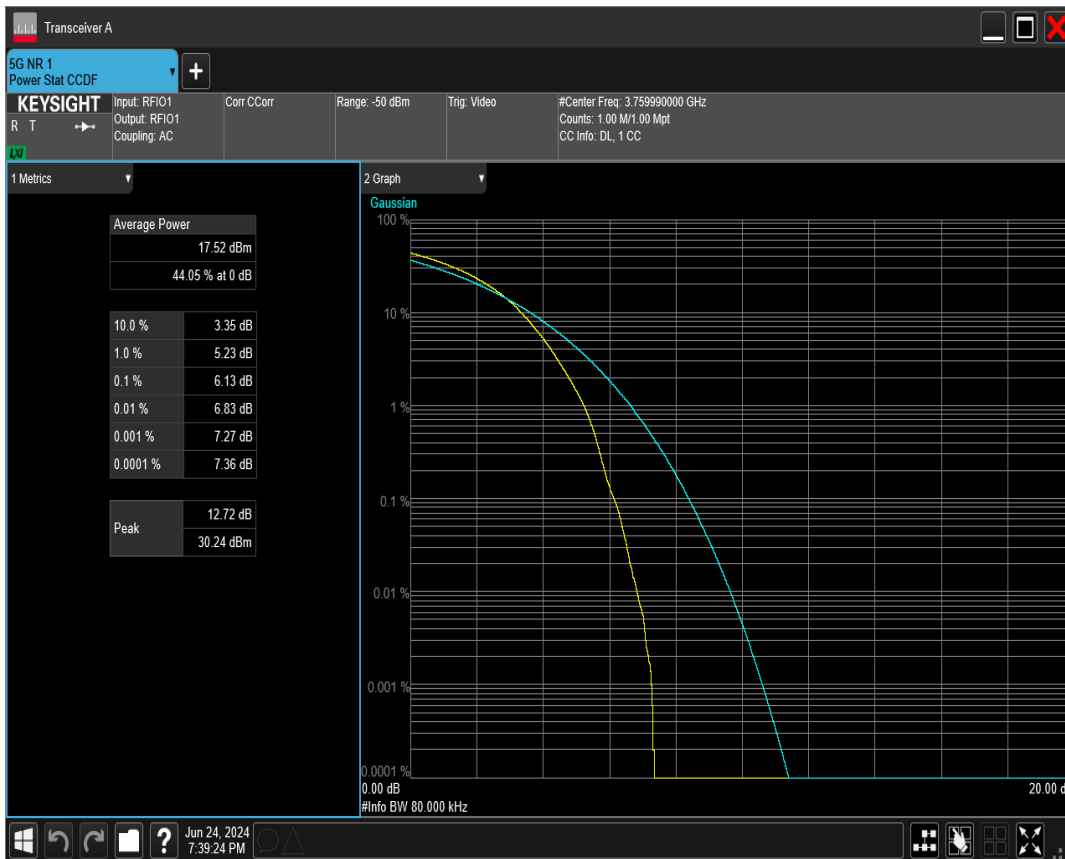 Transceiver A
5G NR 1
Power Stat CCDF
+
KEYSIGHT
R T
LXI
Input: RFIO1
Output: RFIO1
Coupling: AC
Corr CCorr
Range: -50 dBm
Trig: Video
#Center Freq: 3.759990000 GHz
Counts: 1.00 M/1.00 Mpt
CC Info: DL, 1 CC
1 Metrics
Average Power
17.52 dBm
44.05 % at 0 dB
10.0 % 3.35 dB
1.0 % 5.23 dB
0.1 % 6.13 dB
0.01 % 6.83 dB
0.001 % 7.27 dB
0.0001 % 7.36 dB
Peak
12.72 dB
30.24 dBm
2 Graph
Gaussian
100 %
10 %
1 %
0.1 %
0.01 %
0.001 %
0.0001 %
0.00 dB
20.00 d
#Info BW 80.000 kHz
?
Jun 24, 2024
7:39:24 PM